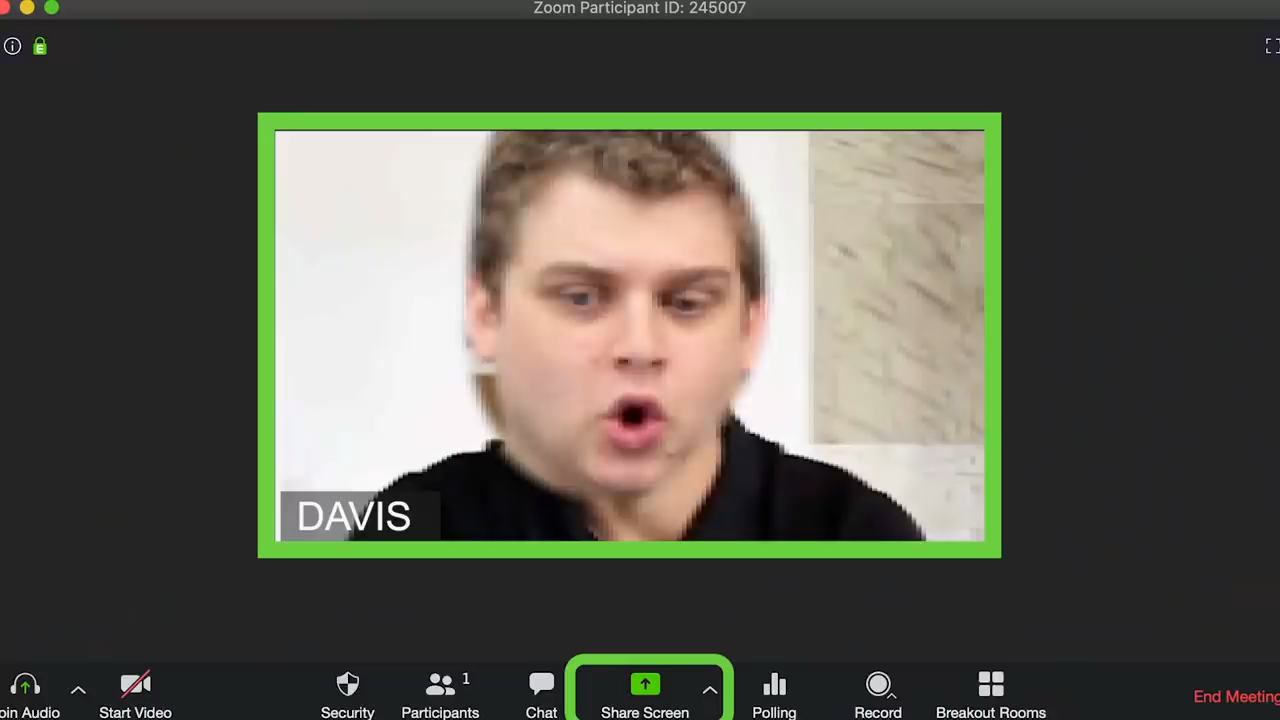 Zoom Participant ID: 245007
E
DAVIS
oin Audio
Start Video
Security
Participants
1
Chat
Share Screen
Polling
Record
Breakout Rooms
End Meeting